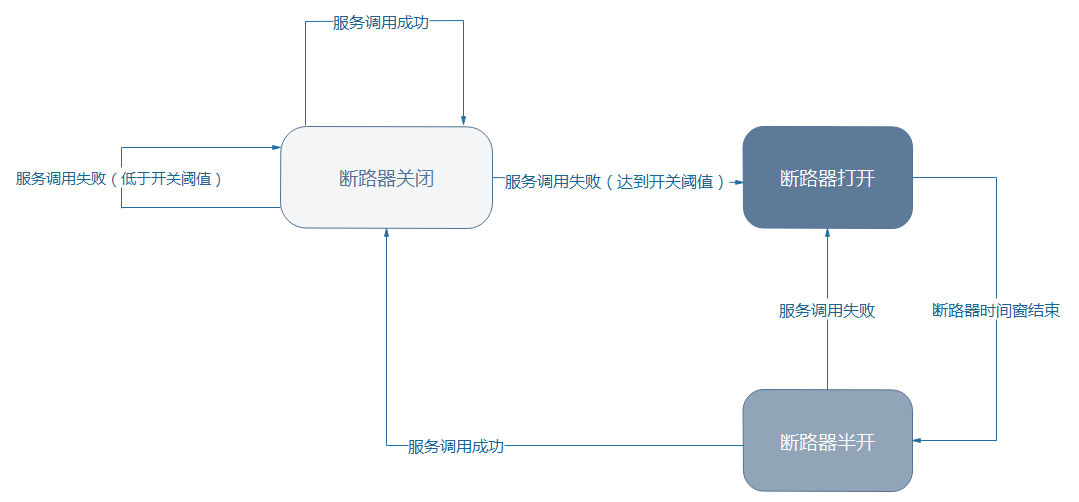 服务调用成功
断路器关闭
服务调用失败（低于开关阈值）
服务调用失败（达到开关阈值）
断路器打开
服务调用失败
断路器时间窗结束
服务调用成功
断路器半开